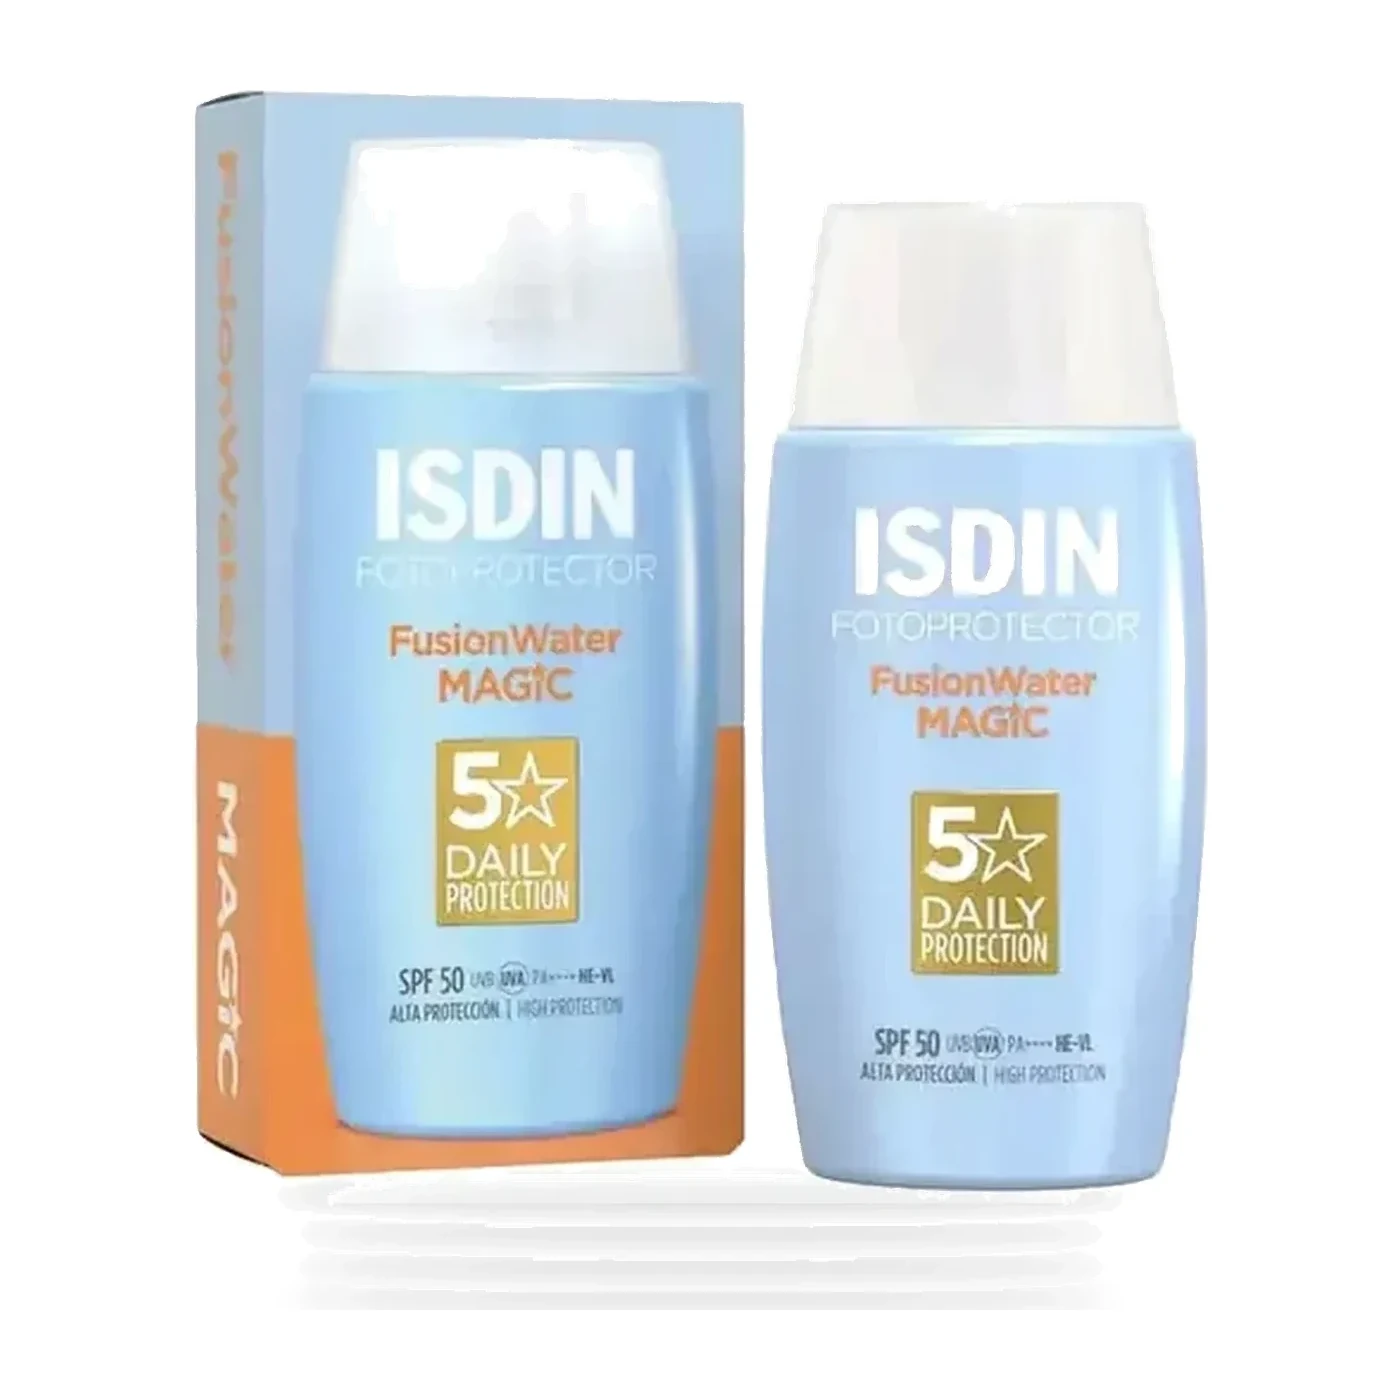 FusionWater
MAGIC
ISDIN
FOTOPROTECTOR
FusionWater
MAGIC
5
DAILY
PROTECTION
SPF 50 UVB UVA PA++++ HE-VL
ALTA PROTECCIÓN | HIGH PROTECTION
ISDIN
FOTOPROTECTOR
FusionWater
MAGIC
5
DAILY
PROTECTION
SPF 50 UVB UVA PA++++ HE-VL
ALTA PROTECCIÓN | HIGH PROTECTION